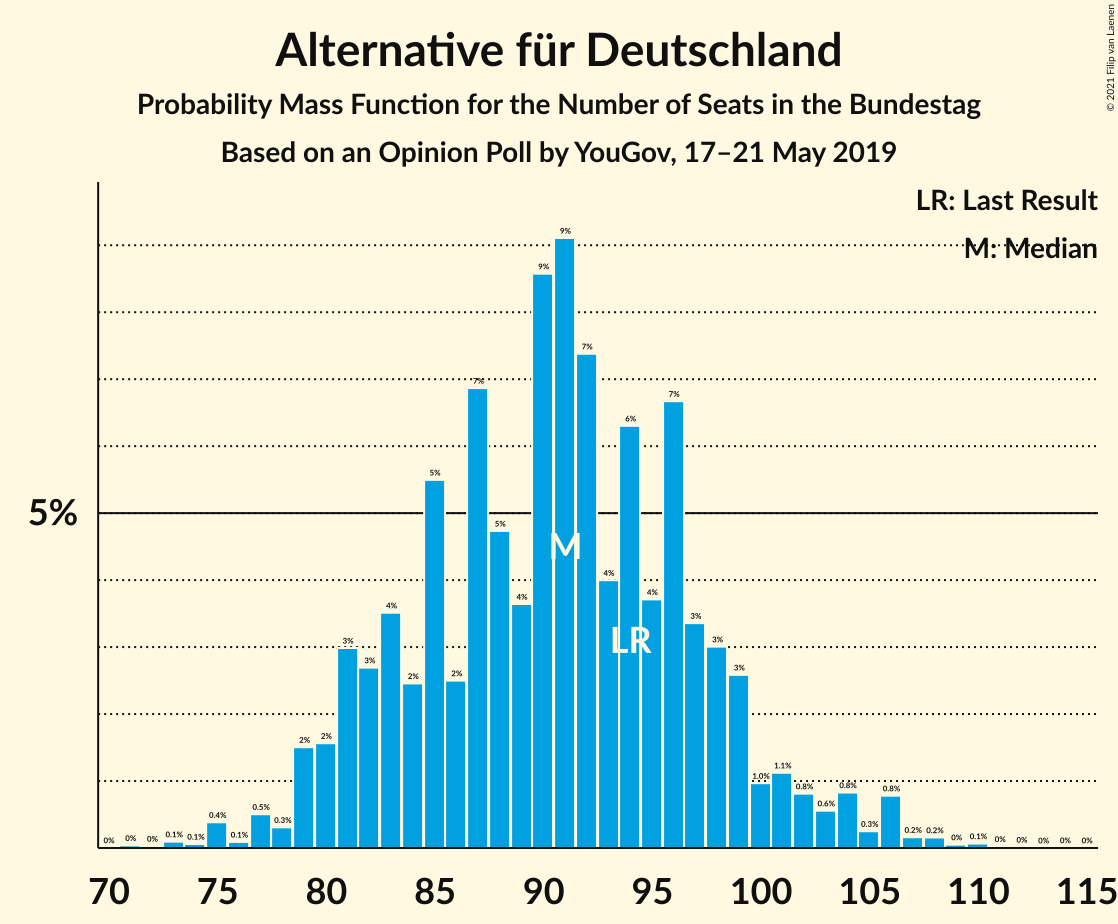 Alternative für Deutschland
Probability Mass Function for the Number of Seats in the Bundestag
Based on an Opinion Poll by YouGov, 17–21 May 2019
© 2021 Filip van Laenen
LR: Last Result
M: Median
5%
0% 0% 0% 0.1% 0.1% 0.4% 0.1% 0.5% 0.3% 2% 2% 3% 3% 4% 2% 5% 2% 7% 5% 4% 9% 9% 7% 4% 6% 4% 7% 3% 3% 3% 1.0% 1.1% 0.8% 0.6% 0.8% 0.3% 0.8% 0.2% 0.2% 0% 0.1% 0% 0% 0% 0% 0%
M
LR
70 75 80 85 90 95 100 105 110 115